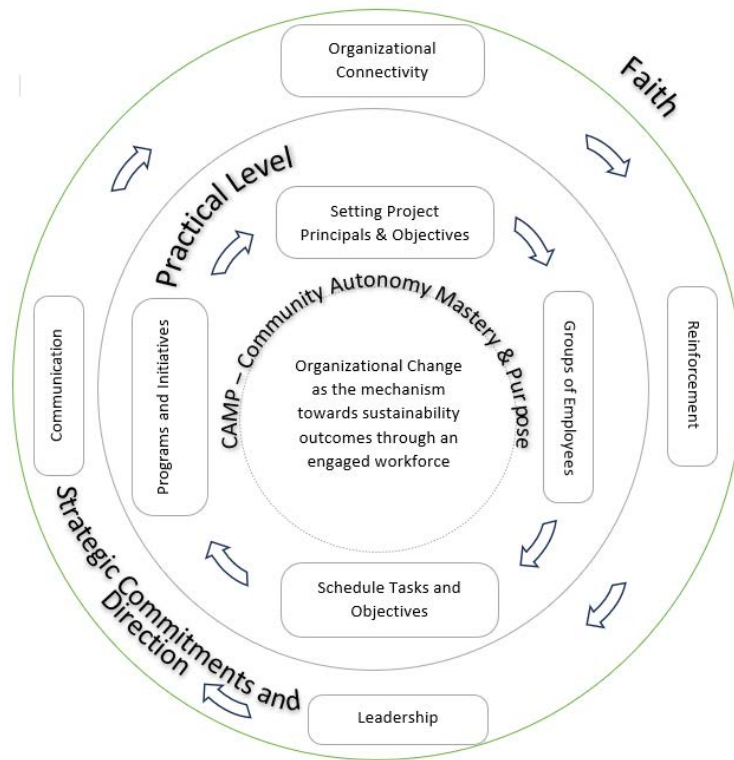 Organizational
Connectivity
Faith
Practical Level
Setting Project
Principals & Objectives
CAMP – Community Autonomy Mastery & Purpose
Organizational Change
as the mechanism
towards sustainability
outcomes through an
engaged workforce
Communication
Programs and Initiatives
Groups of Employees
Reinforcement
Schedule Tasks and
Objectives
Strategic Commitments and
Direction
Leadership